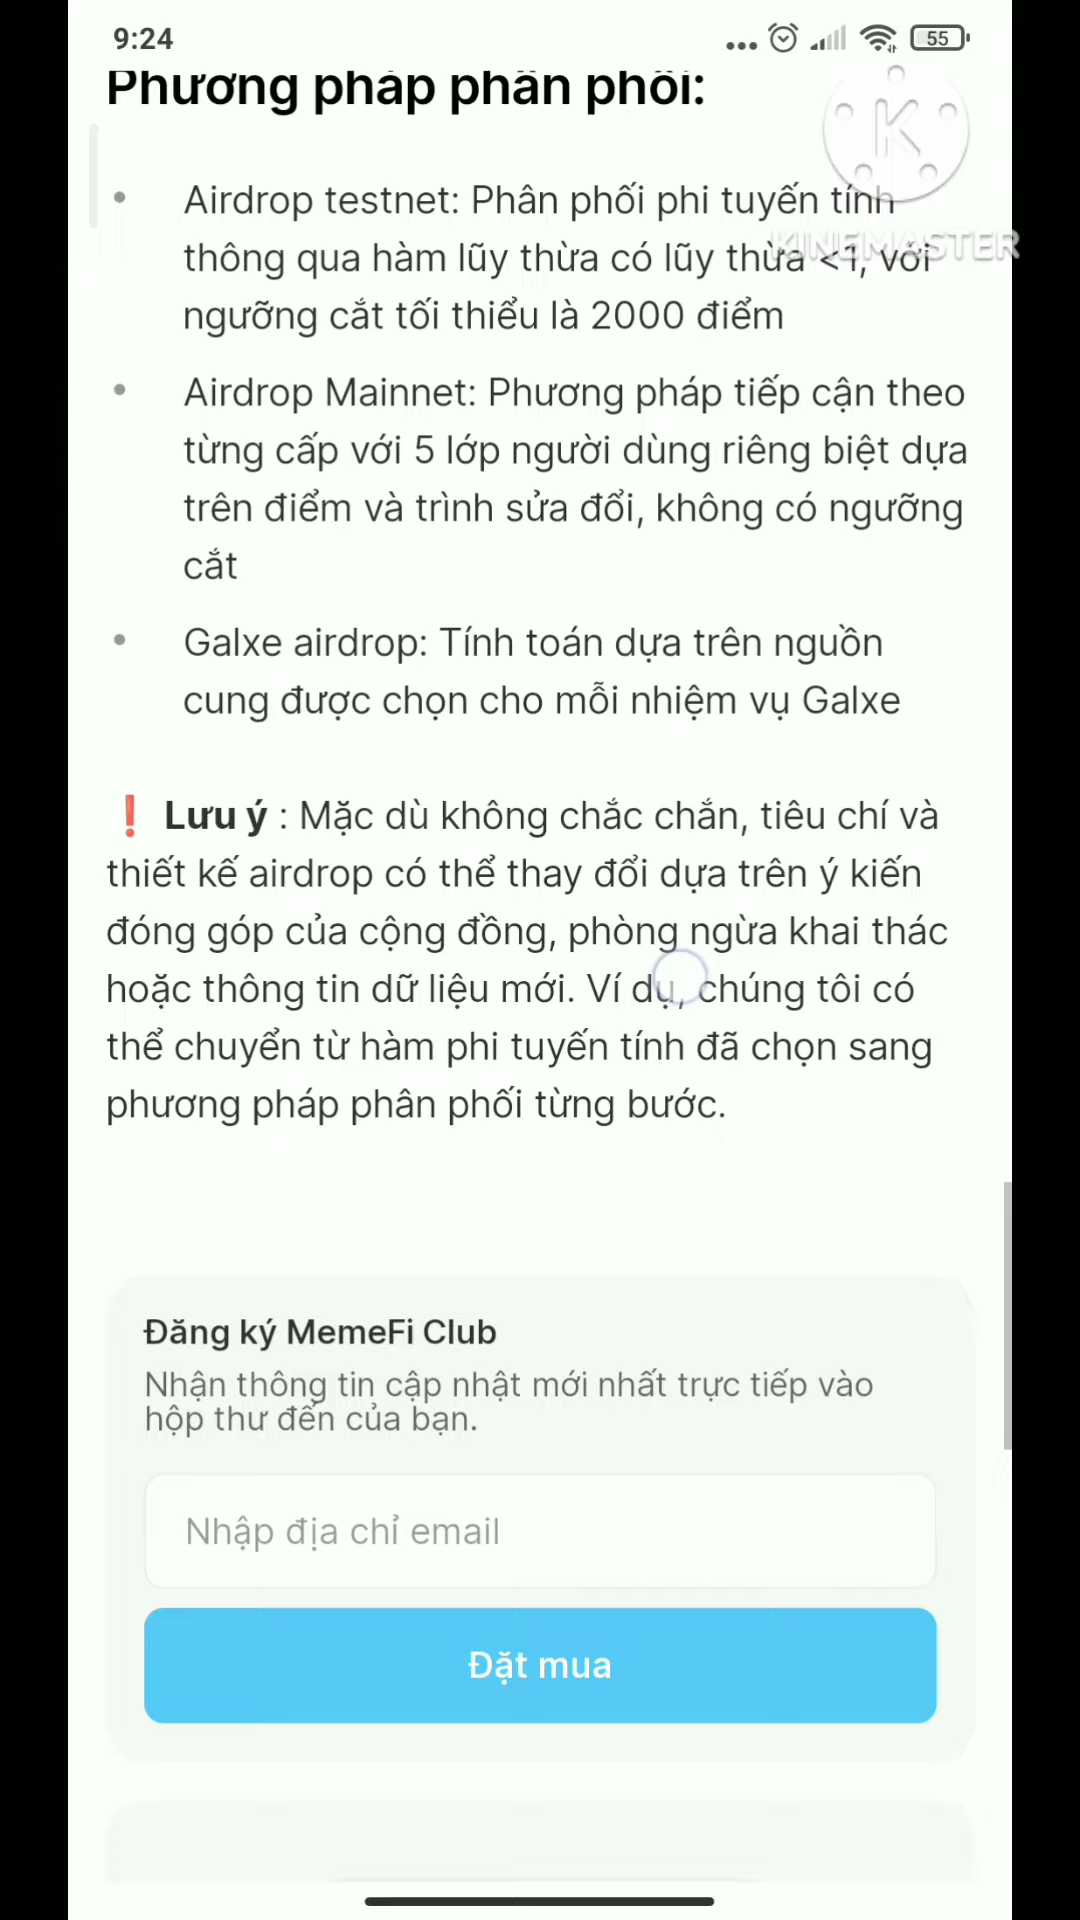 9:24
55
Phương pháp phân phối:
K
KINEMASTER
• Airdrop testnet: Phân phối phi tuyến tính
thông qua hàm lũy thừa có lũy thừa <1, với
ngưỡng cắt tối thiểu là 2000 điểm
• Airdrop Mainnet: Phương pháp tiếp cận theo
từng cấp với 5 lớp người dùng riêng biệt dựa
trên điểm và trình sửa đổi, không có ngưỡng
cắt
• Galxe airdrop: Tính toán dựa trên nguồn
cung được chọn cho mỗi nhiệm vụ Galxe
❗ Lưu ý : Mặc dù không chắc chắn, tiêu chí và
thiết kế airdrop có thể thay đổi dựa trên ý kiến
đóng góp của cộng đồng, phòng ngừa khai thác
hoặc thông tin dữ liệu mới. Ví dụ, chúng tôi có
thể chuyển từ hàm phi tuyến tính đã chọn sang
phương pháp phân phối từng bước.
Đăng ký MemeFi Club
Nhận thông tin cập nhật mới nhất trực tiếp vào
hộp thư đến của bạn.
Nhập địa chỉ email
Đặt mua